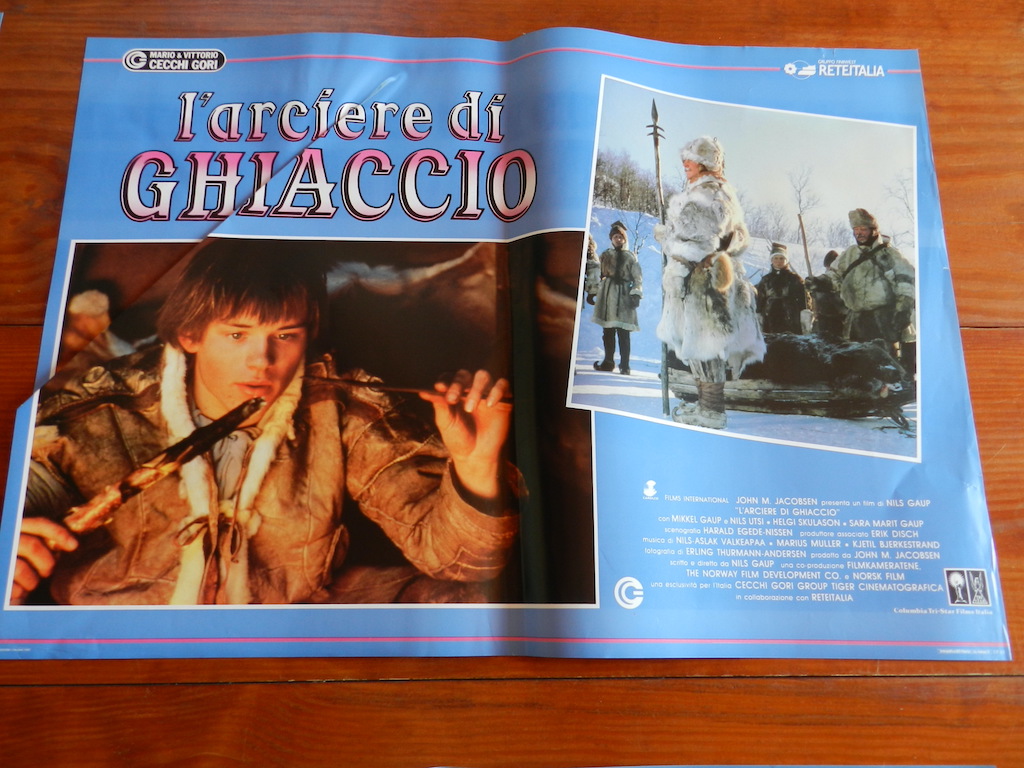 MARIO & VITTORIO
CECCHI GORI
GRUPPO FININVEST
RETEITALIA
l'arciere di
GHIACCIO
FILMS INTERNATIONAL JOHN M. JACOBSEN presenta un film di NILS GAUP
"L'ARCIERE DI GHIACCIO"
con MIKKEL GAUP • NILS UTSI • HELGI SKULASON • SARA MARIT GAUP
scenografia HARALD EGEDE-NISSEN produttore associato ERIK DISCH
musica di NILS-ASLAK VALKEAPAA • MARIUS MULLER • KJETIL BJERKESTRAND
fotografia di ERLING THURMANN-ANDERSEN prodotto da JOHN M. JACOBSEN
scritto e diretto da NILS GAUP una co-produzione FILMKAMERATENE,
THE NORWAY FILM DEVELOPMENT CO. e NORSK FILM
una esclusività per l'Italia CECCHI GORI GROUP TIGER CINEMATOGRAFICA
in collaborazione con RETEITALIA
Columbia Tri-Star Films Italia